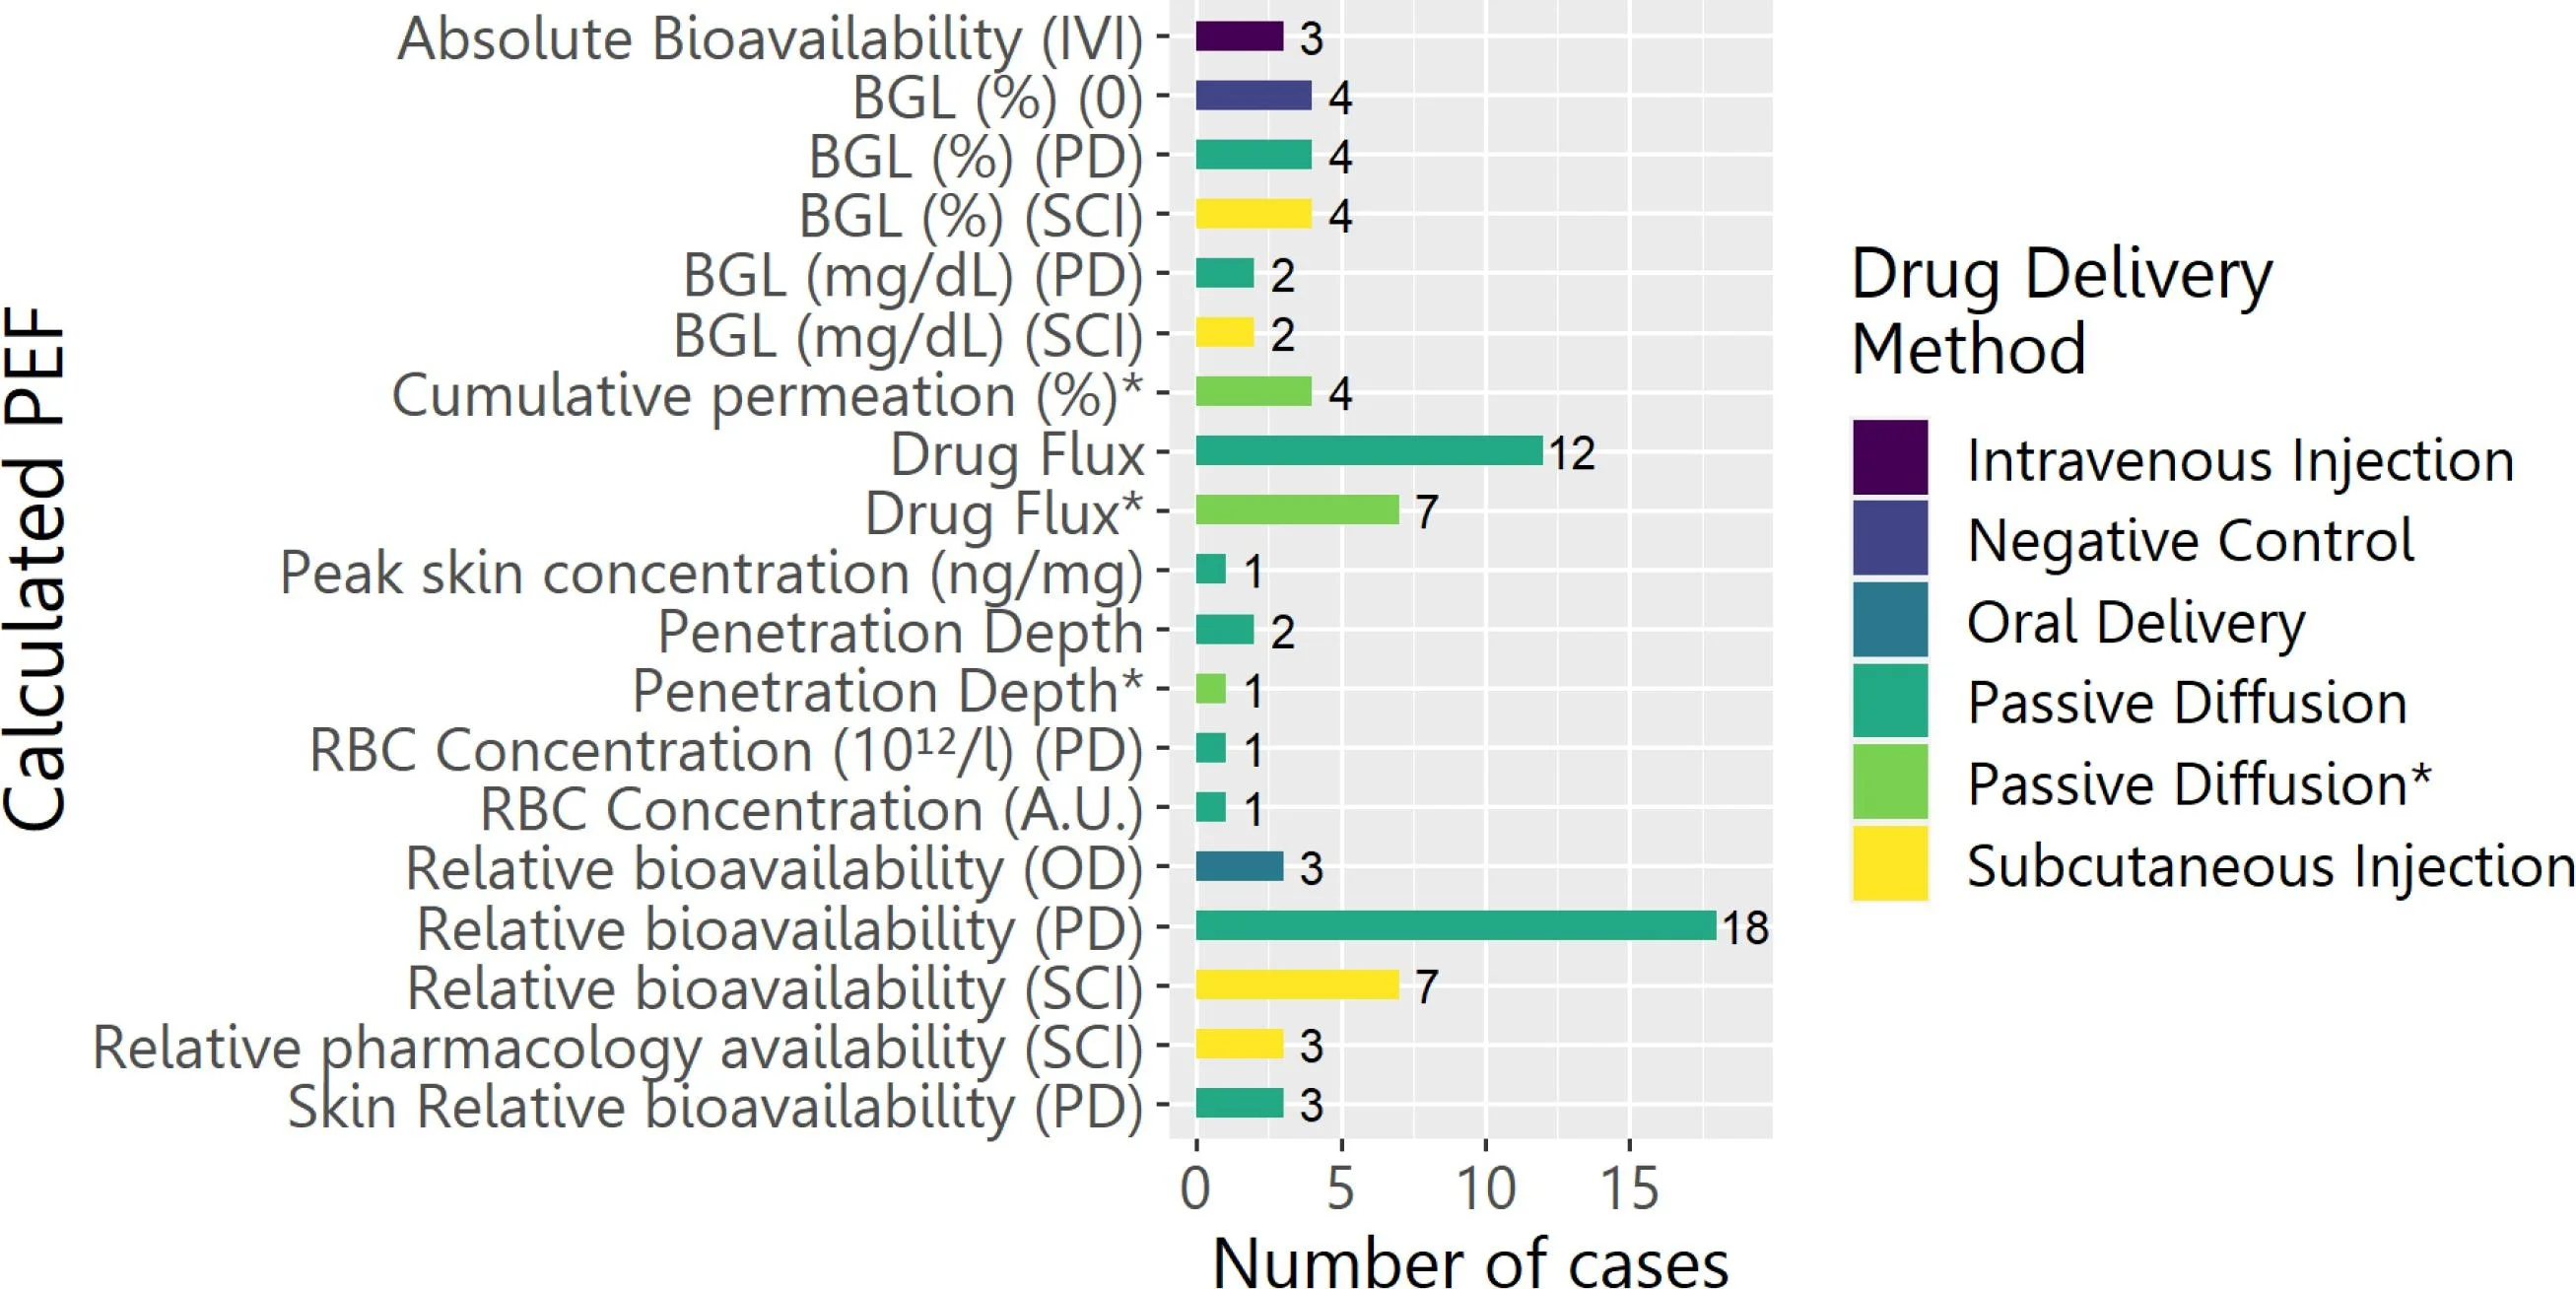 Calculated PEF
Absolute Bioavailability (IVI) 3
BGL (%) (0) 4
BGL (%) (PD) 4
BGL (%) (SCI) 4
BGL (mg/dL) (PD) 2
BGL (mg/dL) (SCI) 2
Cumulative permeation (%)* 4
Drug Flux 12
Drug Flux* 7
Peak skin concentration (ng/mg) 1
Penetration Depth 2
Penetration Depth* 1
RBC Concentration (10¹²/l) (PD) 1
RBC Concentration (A.U.) 1
Relative bioavailability (OD) 3
Relative bioavailability (PD) 18
Relative bioavailability (SCI) 7
Relative pharmacology availability (SCI) 3
Skin Relative bioavailability (PD) 3
0 5 10 15
Number of cases
Drug Delivery
Method
Intravenous Injection
Negative Control
Oral Delivery
Passive Diffusion
Passive Diffusion*
Subcutaneous Injection